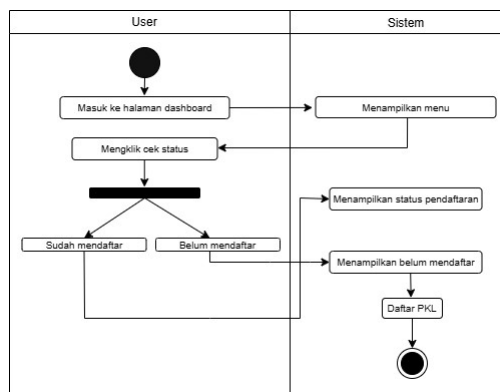 User
Sistem
Masuk ke halaman dashboard
Menampilkan menu
Mengklik cek status
Menampilkan status pendaftaran
Sudah mendaftar
Belum mendaftar
Menampilkan belum mendaftar
Daftar PKL